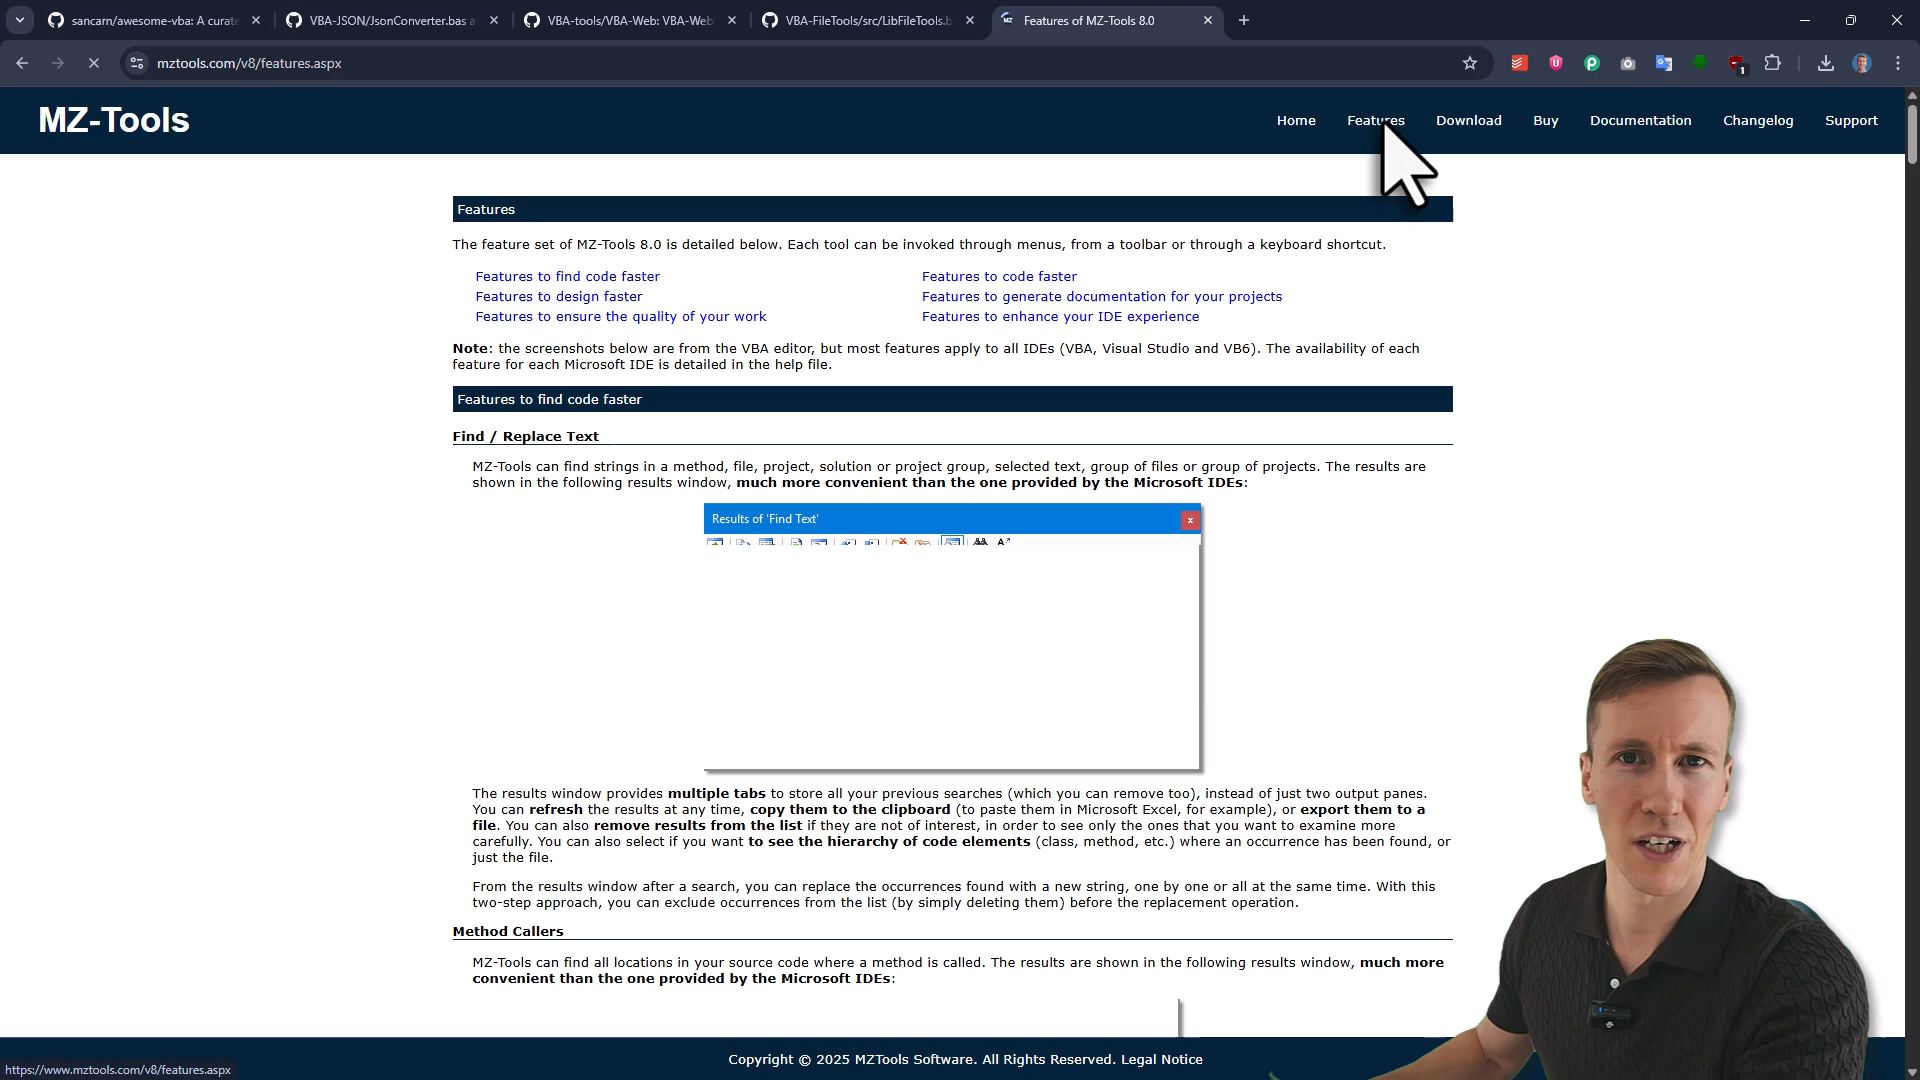 sancarn/awesome-vba: A curate
VBA-JSON/JsonConverter.bas a
VBA-tools/VBA-Web: VBA-Web
VBA-FileTools/src/LibFileTools.b
Features of MZ-Tools 8.0
mztools.com/v8/features.aspx
1
MZ-Tools
Home
Features
Download
Buy
Documentation
Changelog
Support
Features
The feature set of MZ-Tools 8.0 is detailed below. Each tool can be invoked through menus, from a toolbar or through a keyboard shortcut.
Features to find code faster
Features to code faster
Features to design faster
Features to generate documentation for your projects
Features to ensure the quality of your work
Features to enhance your IDE experience
Note: the screenshots below are from the VBA editor, but most features apply to all IDEs (VBA, Visual Studio and VB6). The availability of each
feature for each Microsoft IDE is detailed in the help file.
Features to find code faster
Find / Replace Text
MZ-Tools can find strings in a method, file, project, solution or project group, selected text, group of files or group of projects. The results are
shown in the following results window, much more convenient than the one provided by the Microsoft IDEs:
Results of 'Find Text'
The results window provides multiple tabs to store all your previous searches (which you can remove too), instead of just two output panes.
You can refresh the results at any time, copy them to the clipboard (to paste them in Microsoft Excel, for example), or export them to a
file. You can also remove results from the list if they are not of interest, in order to see only the ones that you want to examine more
carefully. You can also select if you want to see the hierarchy of code elements (class, method, etc.) where an occurrence has been found, or
just the file.
From the results window after a search, you can replace the occurrences found with a new string, one by one or all at the same time. With this
two-step approach, you can exclude occurrences from the list (by simply deleting them) before the replacement operation.
Method Callers
MZ-Tools can find all locations in your source code where a method is called. The results are shown in the following results window, much more
convenient than the one provided by the Microsoft IDEs:
Copyright © 2025 MZTools Software. All Rights Reserved. Legal Notice
https://www.mztools.com/v8/features.aspx